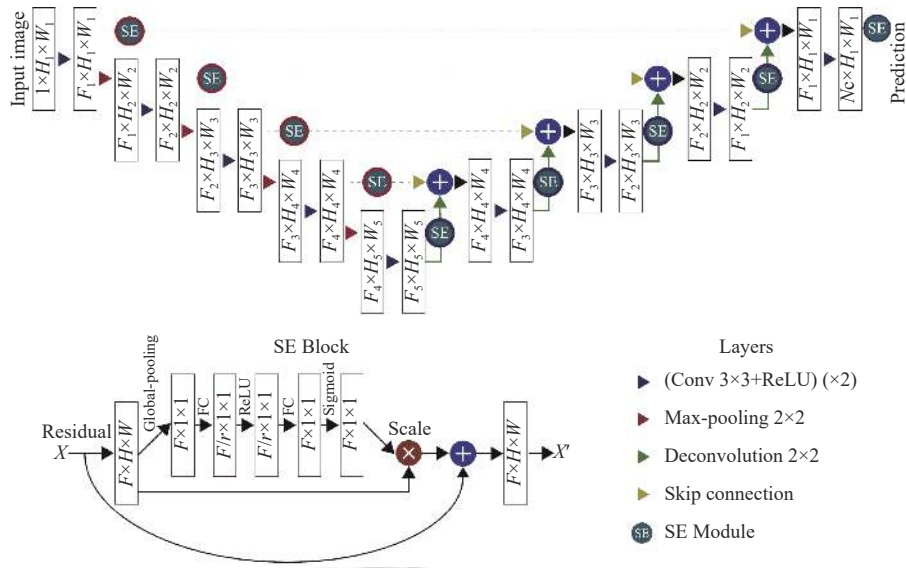 Input image
1×H₁×W₁
F₁×H₁×W₁
SE
F₁×H₂×W₂
F₂×H₂×W₂
SE
F₂×H₃×W₃
F₃×H₃×W₃
SE
F₃×H₄×W₄
F₄×H₄×W₄
SE
F₄×H₅×W₅
F₅×H₅×W₅
SE
F₄×H₄×W₄
F₄×H₄×W₄
SE
F₃×H₃×W₃
F₂×H₃×W₃
SE
F₂×H₂×W₂
F₁×H₂×W₂
SE
F₁×H₁×W₁
Nc×H₁×W₁
SE
Prediction
SE Block
Residual
X
F×H×W
Global-pooling
F×1×1
FC
F/r×1×1
ReLU
F/r×1×1
FC
F×1×1
Sigmoid
F×1×1
Scale
F×H×W
X'
Layers
(Conv 3×3+ReLU) (×2)
Max-pooling 2×2
Deconvolution 2×2
Skip connection
SE SE Module